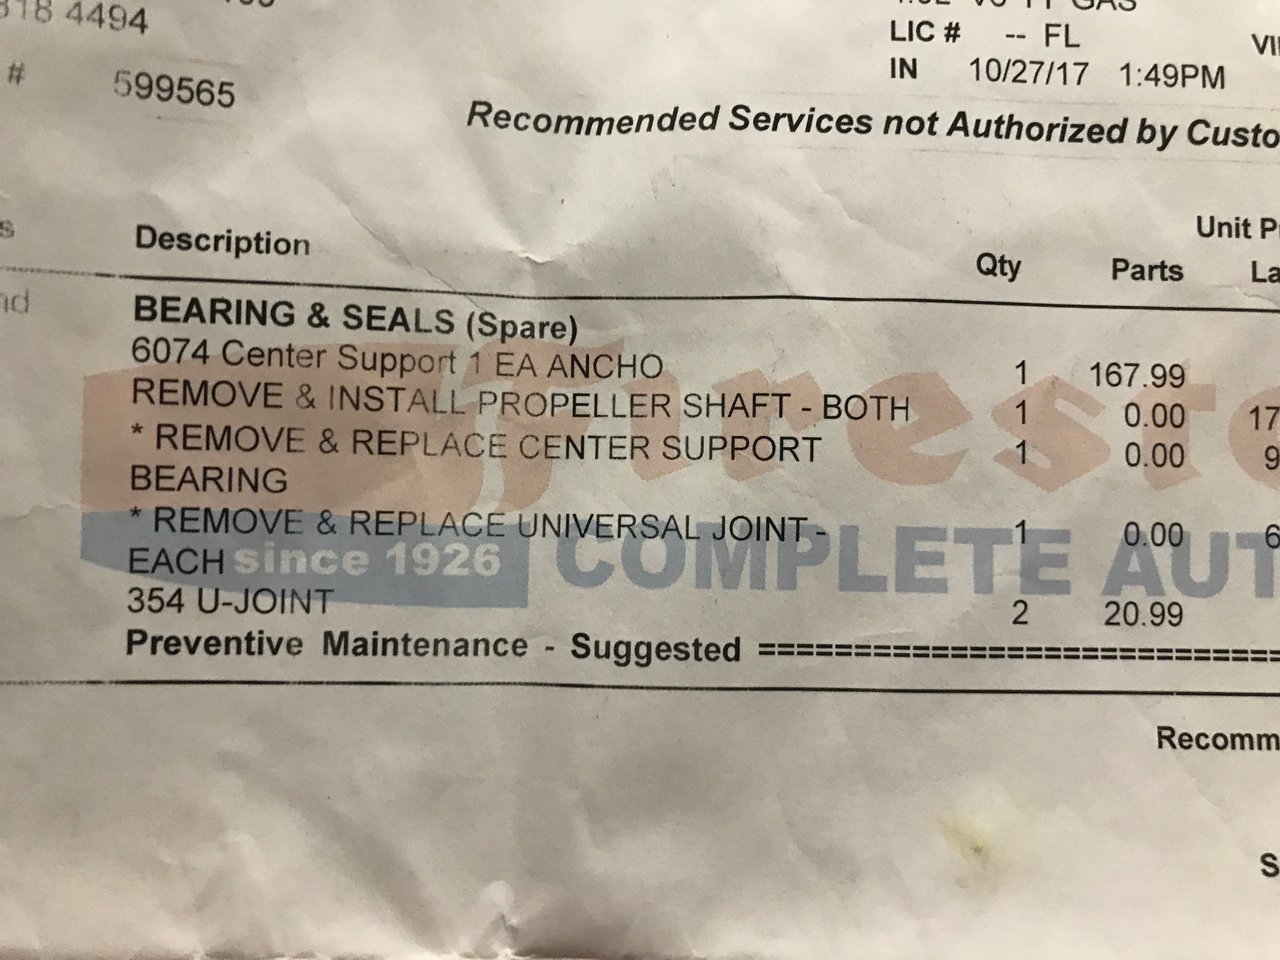 318 4494
LIC # -- FL
# 599565
IN 10/27/17 1:49PM
Recommended Services not Authorized by
Description
Unit
Qty Parts
BEARING & SEALS (Spare)
6074 Center Support 1 EA ANCHO 1 167.99
REMOVE & INSTALL PROPELLER SHAFT - BOTH 1 0.00 17
* REMOVE & REPLACE CENTER SUPPORT 1 0.00 9
BEARING
* REMOVE & REPLACE UNIVERSAL JOINT - 1 0.00 6
EACH
354 U-JOINT 2 20.99
Preventive Maintenance - Suggested ============================
Firesto
since 1926 COMPLETE AUT
Recomm
S